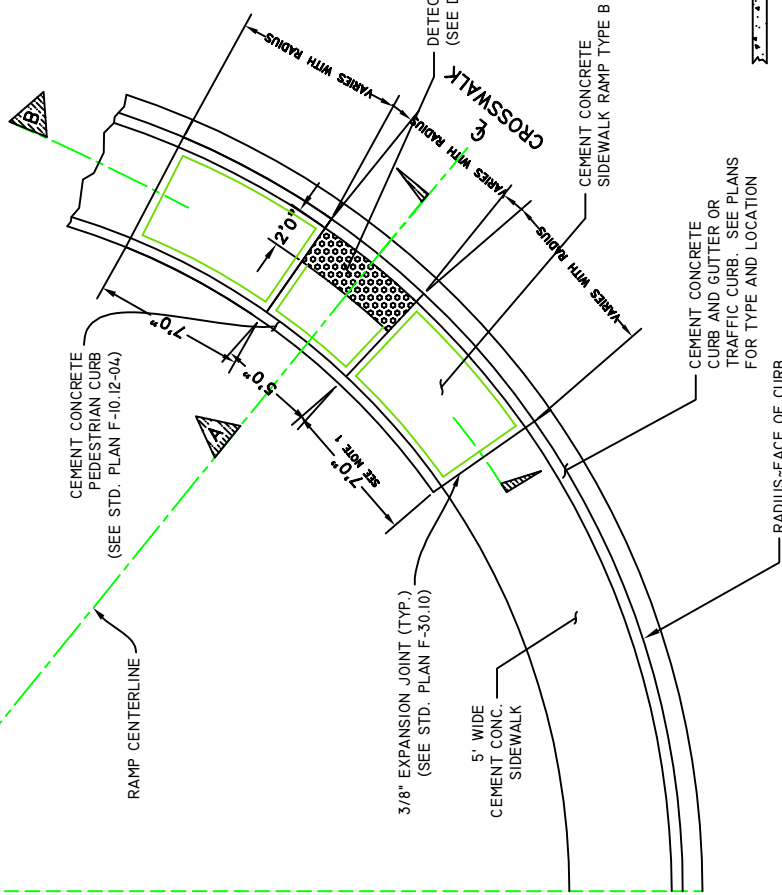 B
VARIES WITH RADIUS
VARIES WITH RADIUS
VARIES WITH RADIUS
VARIES WITH RADIUS
DETEC
(SEE D
℄
CROSSWALK
CEMENT CONCRETE
SIDEWALK RAMP TYPE B
2'0"
CEMENT CONCRETE
PEDESTRIAN CURB
(SEE STD. PLAN F-10.12-04)
7'0"
5'0"
7'0"
SEE NOTE 1
A
RAMP CENTERLINE
3/8" EXPANSION JOINT (TYP.)
(SEE STD. PLAN F-30.10)
5' WIDE
CEMENT CONC.
SIDEWALK
CEMENT CONCRETE
CURB AND GUTTER OR
TRAFFIC CURB. SEE PLANS
FOR TYPE AND LOCATION
RADIUS~FACE OF CURB